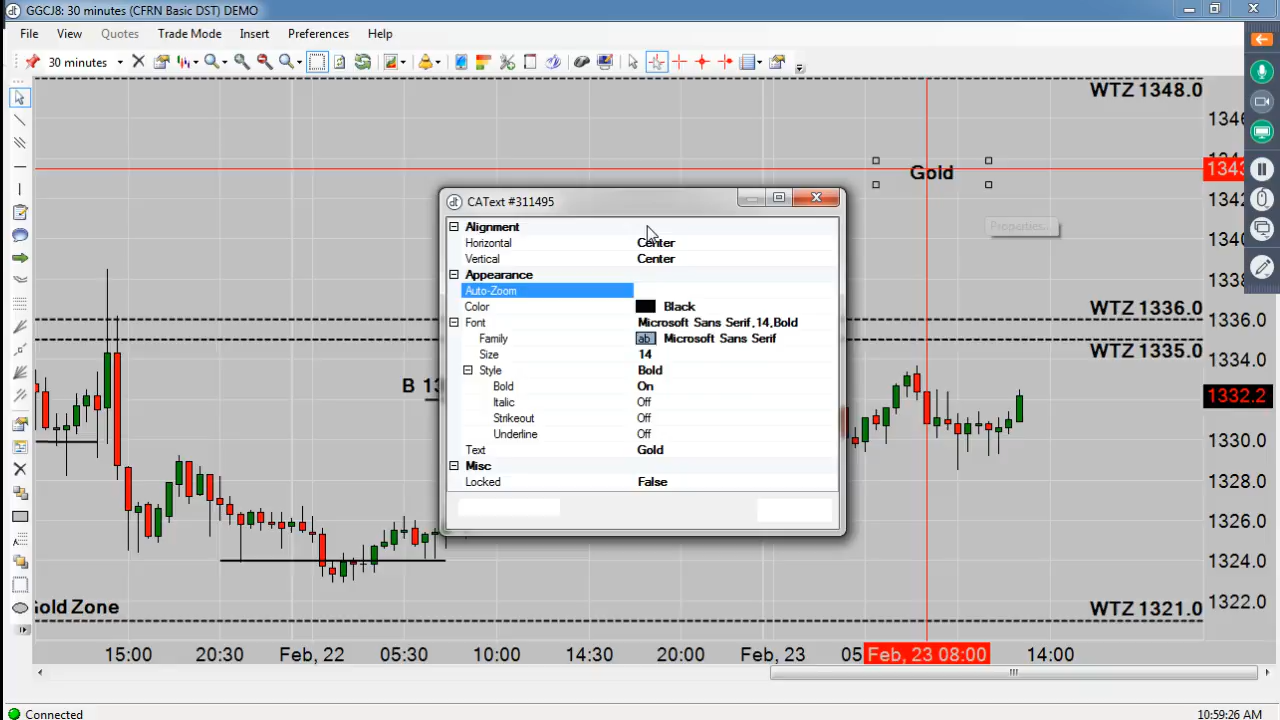 GGCJ8: 30 minutes (CFRN Basic DST) DEMO
File View Quotes Trade Mode Insert Preferences Help
30 minutes
WTZ 1348.0
Gold
1342
1336.0
WTZ 1336.0
1334.0
WTZ 1335.0
1332.2
1330.0
1328.0
1326.0
1324.0
1322.0
WTZ 1321.0
B 13
Gold Zone
CAText #311495
Alignment
Horizontal Center
Vertical Center
Appearance
Auto-Zoom
Color Black
Font Microsoft Sans Serif,14,Bold
Family ab Microsoft Sans Serif
Size 14
Style Bold
Bold On
Italic Off
Strikeout Off
Underline Off
Text Gold
Misc
Locked False
Properties...
15:00 20:30 Feb, 22 05:30 10:00 14:30 20:00 Feb, 23 05 Feb, 23 08:00 14:00
Connected 10:59:26 AM